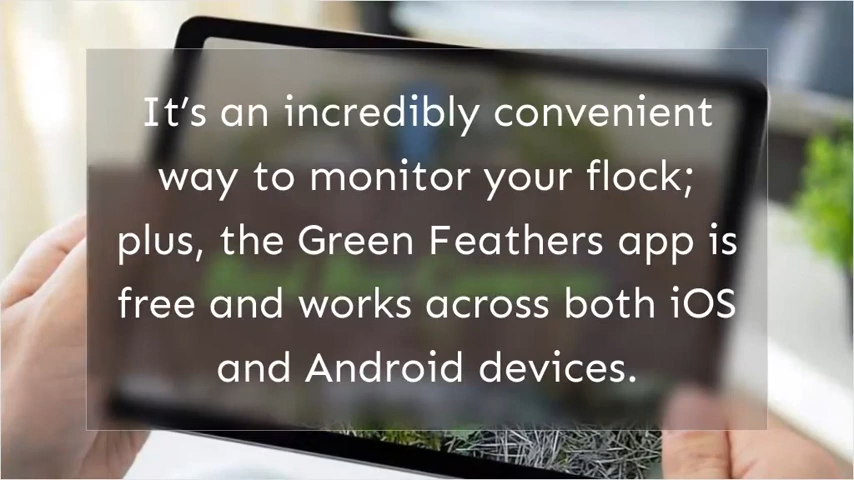 It’s an incredibly convenient
way to monitor your flock;
plus, the Green Feathers app is
free and works across both iOS
and Android devices.